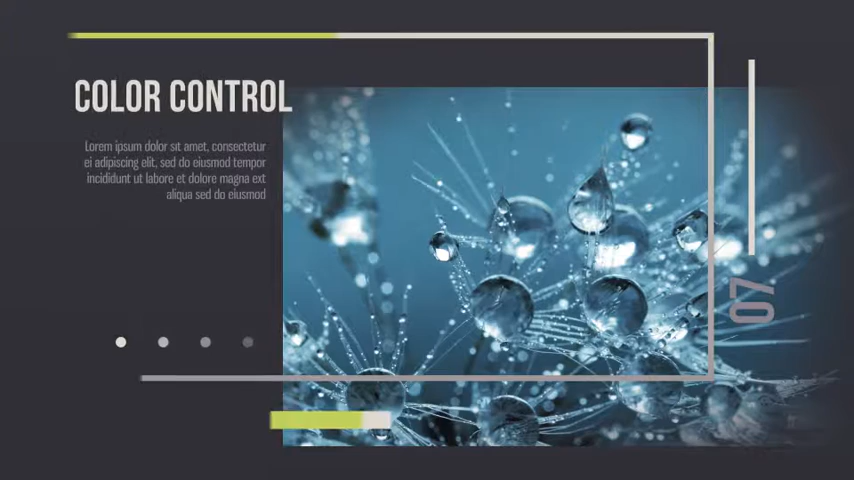 COLOR CONTROL
Lorem ipsum dolor sit amet, consectetur
ei adipiscing elit, sed do eiusmod tempor
incididunt ut labore et dolore magna ext
aliqua sed do eiusmod
07